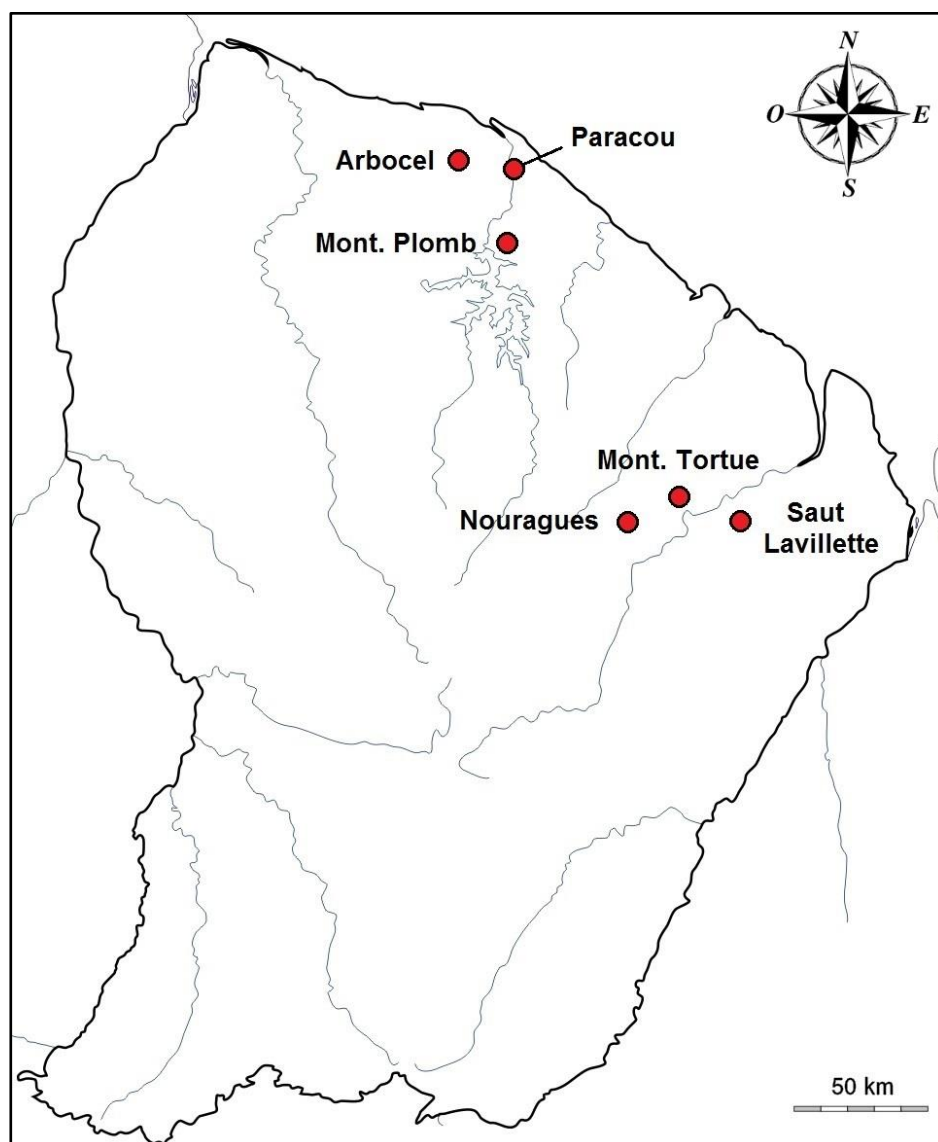 N
O
E
S
Paracou
Arbocel
Mont. Plomb
Mont. Tortue
Nouragues
Saut
Lavillette
50 km